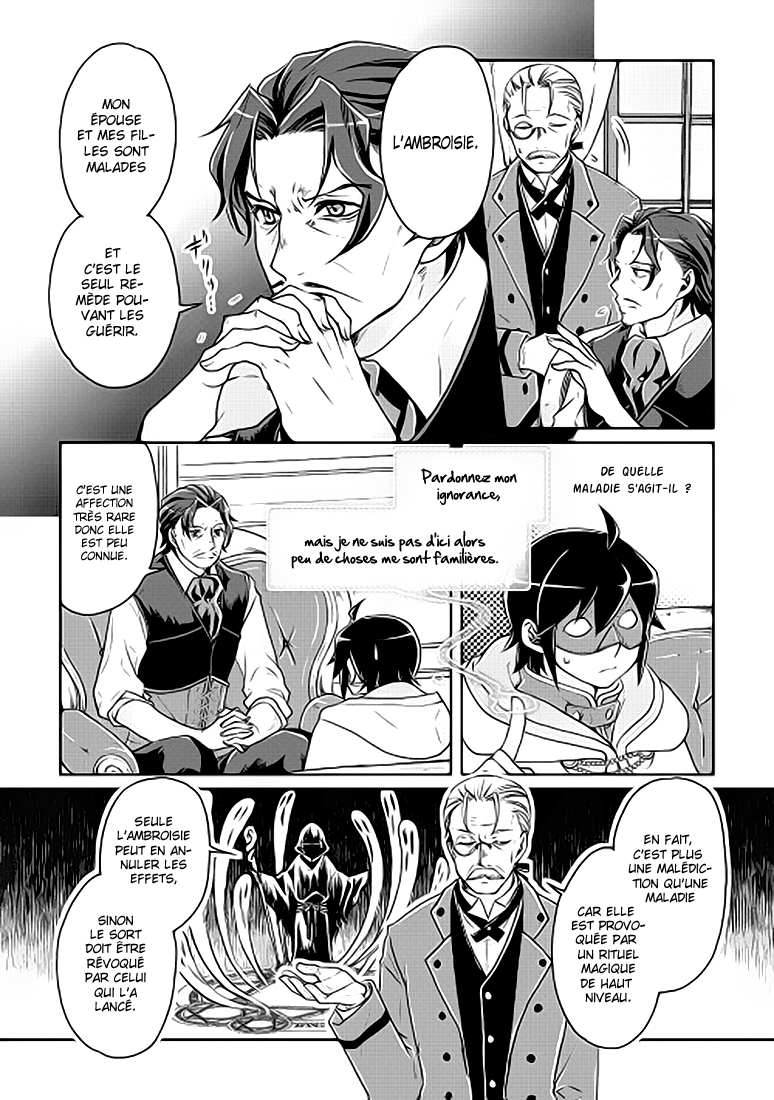 L'AMBROISIE.
MON
ÉPOUSE
ET MES FIL-
LES SONT
MALADES
ET
C'EST LE
SEUL RE-
MÈDE POU-
VANT LES
GUÉRIR.
DE QUELLE
MALADIE S'AGIT-IL ?
Pardonnez mon
ignorance,
mais je ne suis pas d'ici alors
peu de choses me sont familières.
C'EST UNE
AFFECTION
TRÈS RARE
DONC ELLE
EST PEU
CONNUE.
EN FAIT,
C'EST PLUS
UNE MALÉDIC-
TION QU'UNE
MALADIE
CAR ELLE
EST PROVO-
QUÉE PAR
UN RITUEL
MAGIQUE
DE HAUT
NIVEAU.
SEULE
L'AMBROISIE
PEUT EN AN-
NULER LES
EFFETS,
SINON
LE SORT
DOIT ÊTRE
RÉVOQUÉ
PAR CELUI
QUI L'A
LANCÉ.